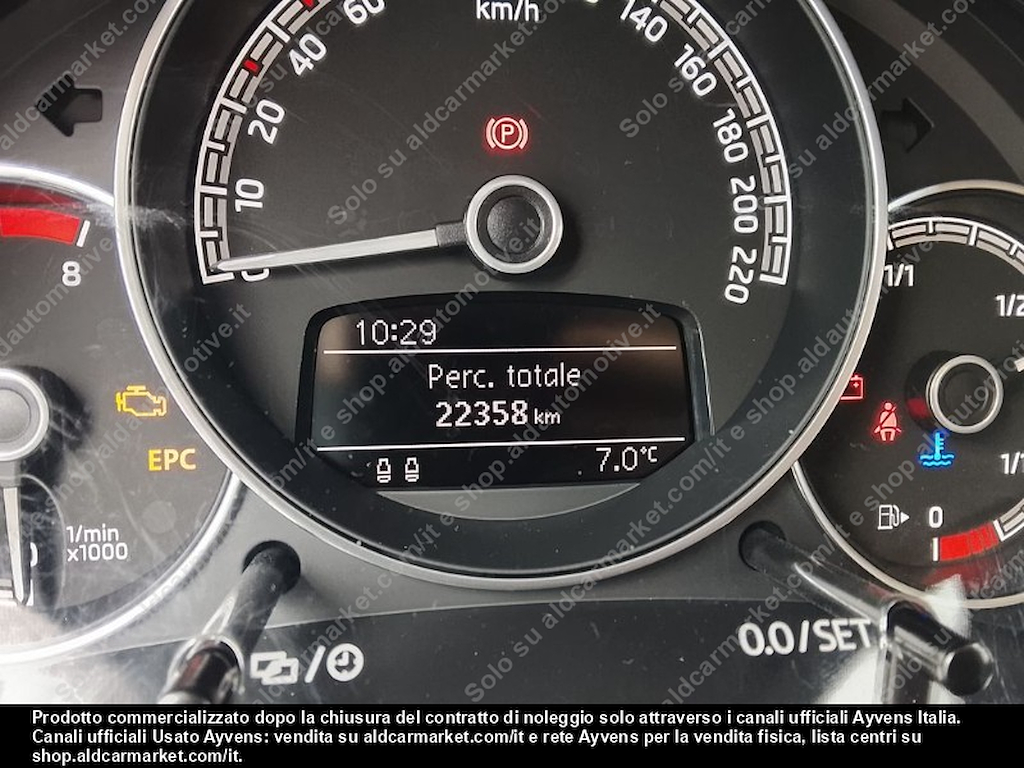 60
km/h
140
40
160
20
180
10
200
0
220
8
1/1
1/2
10:29
Perc. totale
22358 km
7.0°C
EPC
1/min
x1000
0
0.0/SET
Solo su aldcarmarket.com/it e shop.aldautomotive.it
Prodotto commercializzato dopo la chiusura del contratto di noleggio solo attraverso i canali ufficiali Ayvens Italia.
Canali ufficiali Usato Ayvens: vendita su aldcarmarket.com/it e rete Ayvens per la vendita fisica, lista centri su
shop.aldcarmarket.com/it.